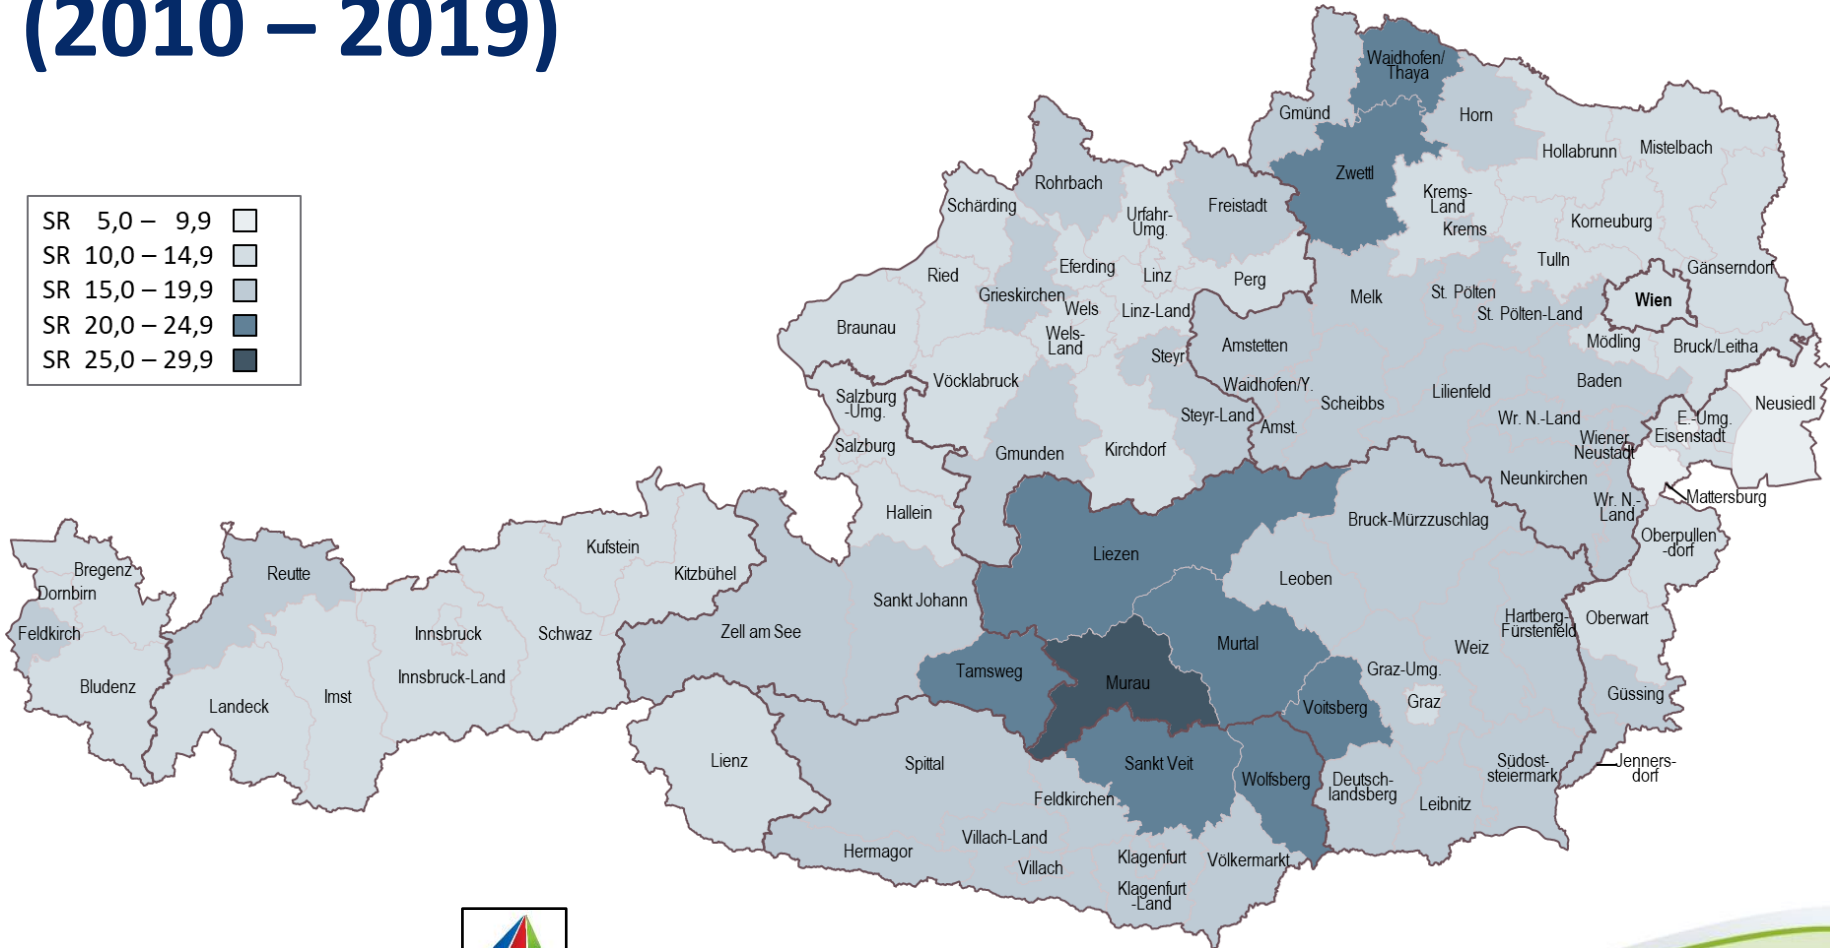 (2010 – 2019)
SR 5,0 – 9,9
SR 10,0 – 14,9
SR 15,0 – 19,9
SR 20,0 – 24,9
SR 25,0 – 29,9
Waidhofen/
Thaya
Gmünd
Horn
Hollabrunn
Mistelbach
Zwettl
Rohrbach
Schärding
Freistadt
Urfahr-
Umg.
Krems-
Land
Krems
Korneuburg
Tulln
Gänserndorf
Ried
Eferding
Linz
Perg
Grieskirchen
Wels
Linz-Land
Melk
St. Pölten
St. Pölten-Land
Wien
Braunau
Wels-
Land
Steyr
Amstetten
Mödling
Bruck/Leitha
Vöcklabruck
Waidhofen/Y.
Scheibbs
Lilienfeld
Baden
Salzburg
-Umg.
Salzburg
Steyr-Land
Amst.
Wr. N.-Land
Wiener
Neustadt
E.-Umg.
Eisenstadt
Neusiedl
Gmunden
Kirchdorf
Neunkirchen
Wr. N.-
Land
Mattersburg
Hallein
Bruck-Mürzzuschlag
Oberpullen
-dorf
Kufstein
Liezen
Bregenz
Reutte
Kitzbühel
Leoben
Dornbirn
Sankt Johann
Feldkirch
Innsbruck
Schwaz
Zell am See
Murtal
Hartberg-
Fürstenfeld
Oberwart
Weiz
Innsbruck-Land
Tamsweg
Murau
Graz-Umg.
Graz
Bludenz
Landeck
Imst
Voitsberg
Güssing
Lienz
Spittal
Sankt Veit
Wolfsberg
Deutsch-
landsberg
Südost-
steiermark
Jenners-
dorf
Feldkirchen
Leibnitz
Villach-Land
Hermagor
Villach
Klagenfurt
Völkermarkt
Klagenfurt
-Land